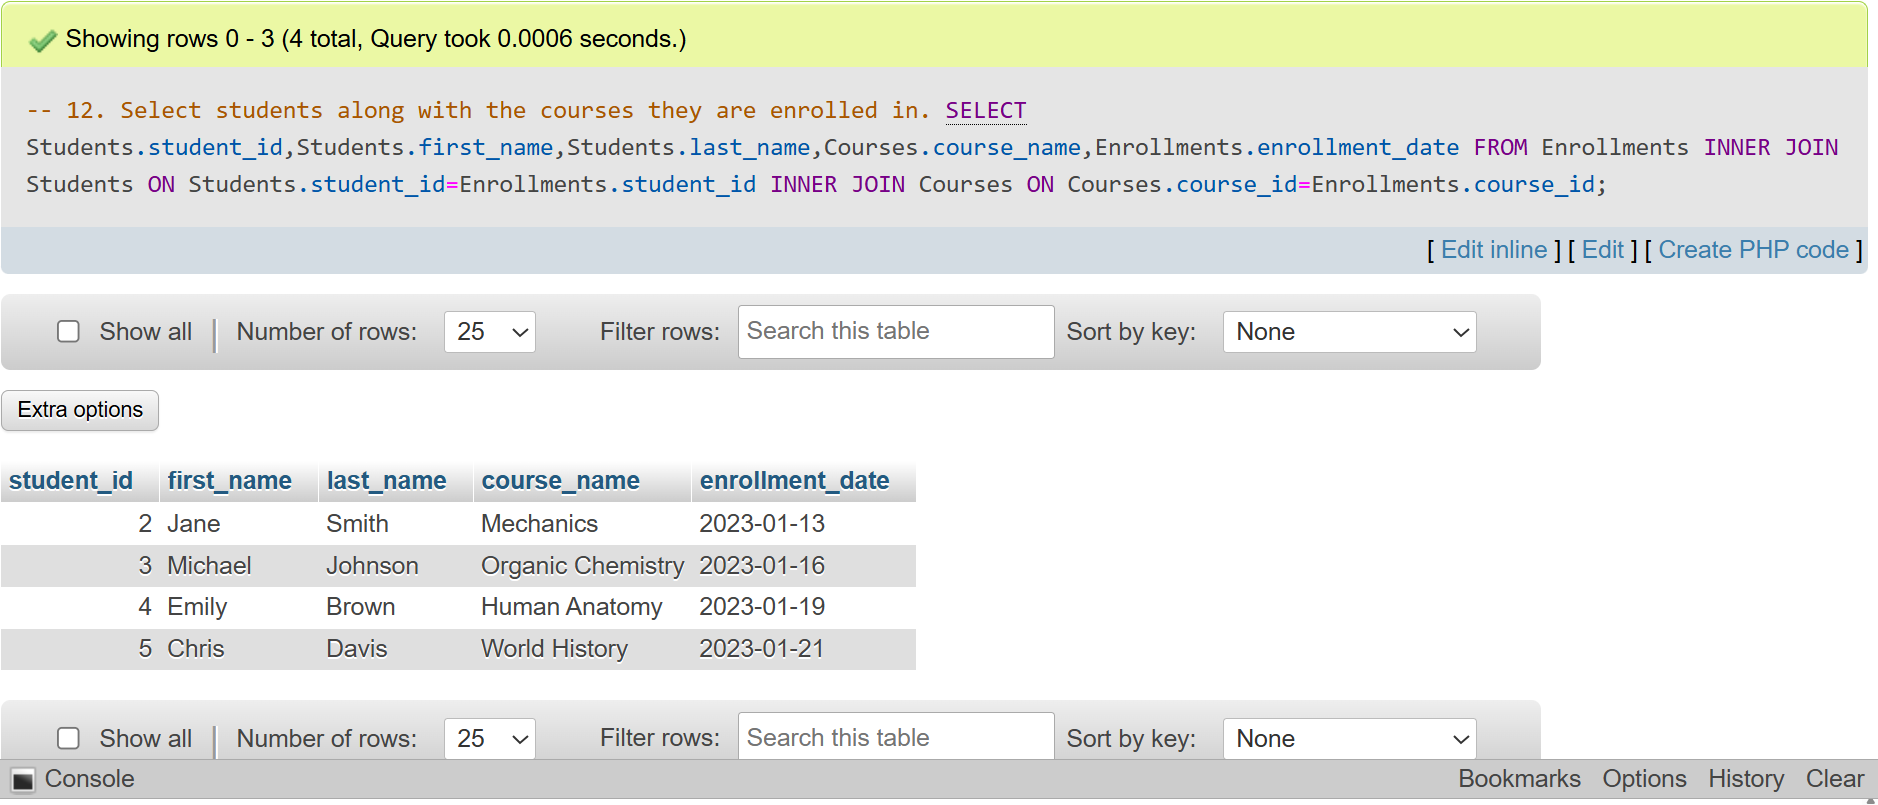 Showing rows 0 - 3 (4 total, Query took 0.0006 seconds.)
-- 12. Select students along with the courses they are enrolled in. SELECT
Students.student_id,Students.first_name,Students.last_name,Courses.course_name,Enrollments.enrollment_date FROM Enrollments INNER JOIN
Students ON Students.student_id=Enrollments.student_id INNER JOIN Courses ON Courses.course_id=Enrollments.course_id;
[ Edit inline ] [ Edit ] [ Create PHP code ]
Show all Number of rows: 25 Filter rows: Search this table Sort by key: None
Extra options
student_id first_name last_name course_name enrollment_date
2 Jane Smith Mechanics 2023-01-13
3 Michael Johnson Organic Chemistry 2023-01-16
4 Emily Brown Human Anatomy 2023-01-19
5 Chris Davis World History 2023-01-21
Show all Number of rows: 25 Filter rows: Search this table Sort by key: None
Console Bookmarks Options History Clear